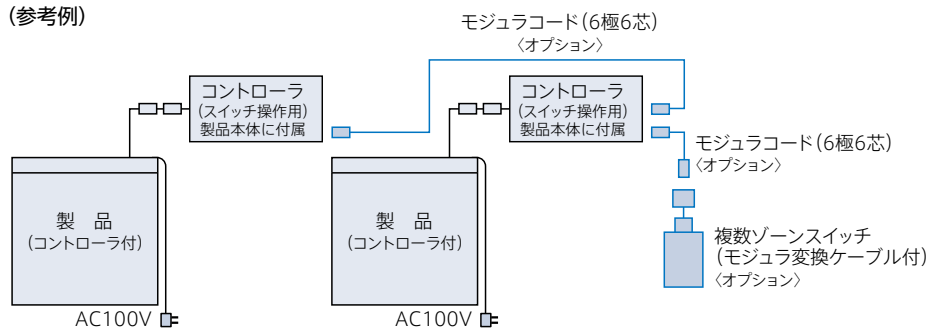 (参考例)
モジュラコード(6極6芯)
〈オプション〉
コントローラ
(スイッチ操作用)
製品本体に付属
コントローラ
(スイッチ操作用)
製品本体に付属
モジュラコード(6極6芯)
〈オプション〉
製 品
(コントローラ付)
製 品
(コントローラ付)
複数ゾーンスイッチ
(モジュラ変換ケーブル付)
〈オプション〉
AC100V
AC100V